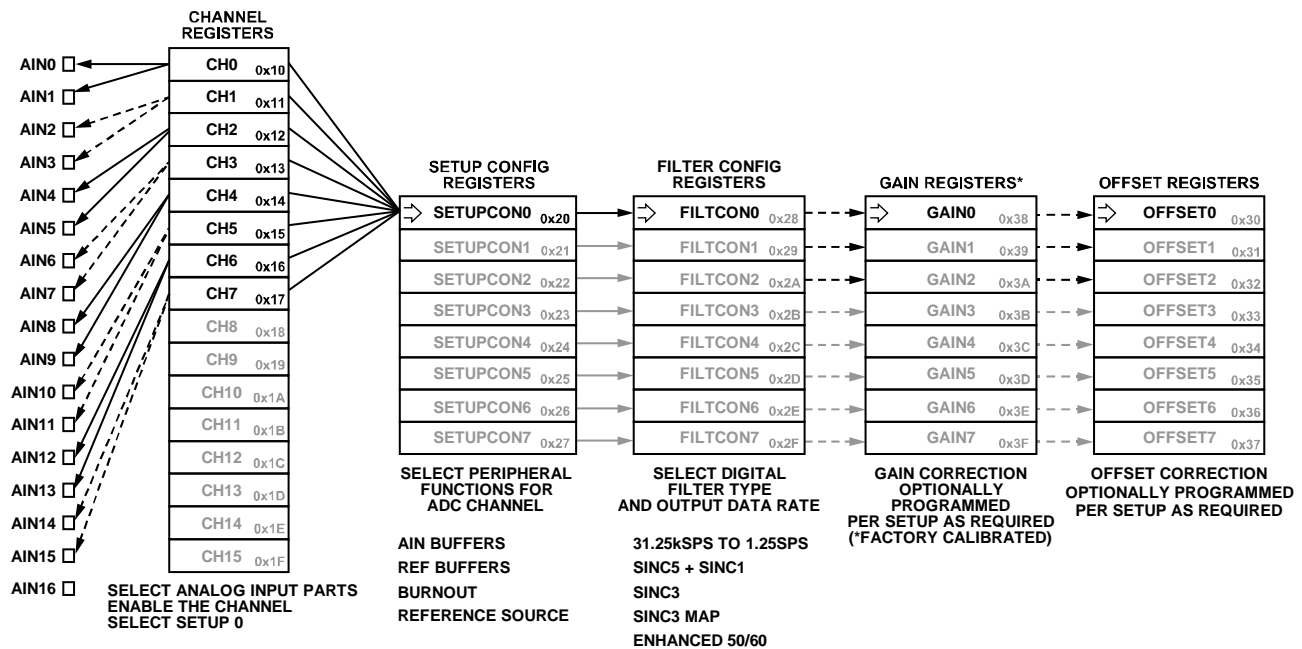 CHANNEL
REGISTERS
AIN0
AIN1
AIN2
AIN3
AIN4
AIN5
AIN6
AIN7
AIN8
AIN9
AIN10
AIN11
AIN12
AIN13
AIN14
AIN15
AIN16
CH0 0x10
CH1 0x11
CH2 0x12
CH3 0x13
CH4 0x14
CH5 0x15
CH6 0x16
CH7 0x17
CH8 0x18
CH9 0x19
CH10 0x1A
CH11 0x1B
CH12 0x1C
CH13 0x1D
CH14 0x1E
CH15 0x1F
SELECT ANALOG INPUT PARTS
ENABLE THE CHANNEL
SELECT SETUP 0
SETUP CONFIG
REGISTERS
SETUPCON0 0x20
SETUPCON1 0x21
SETUPCON2 0x22
SETUPCON3 0x23
SETUPCON4 0x24
SETUPCON5 0x25
SETUPCON6 0x26
SETUPCON7 0x27
SELECT PERIPHERAL
FUNCTIONS FOR
ADC CHANNEL
AIN BUFFERS
REF BUFFERS
BURNOUT
REFERENCE SOURCE
FILTER CONFIG
REGISTERS
FILTCON0 0x28
FILTCON1 0x29
FILTCON2 0x2A
FILTCON3 0x2B
FILTCON4 0x2C
FILTCON5 0x2D
FILTCON6 0x2E
FILTCON7 0x2F
SELECT DIGITAL
FILTER TYPE
AND OUTPUT DATA RATE
31.25kSPS TO 1.25SPS
SINC5 + SINC1
SINC3
SINC3 MAP
ENHANCED 50/60
GAIN REGISTERS*
GAIN0 0x38
GAIN1 0x39
GAIN2 0x3A
GAIN3 0x3B
GAIN4 0x3C
GAIN5 0x3D
GAIN6 0x3E
GAIN7 0x3F
GAIN CORRECTION
OPTIONALLY
PROGRAMMED
PER SETUP AS REQUIRED
(*FACTORY CALIBRATED)
OFFSET REGISTERS
OFFSET0 0x30
OFFSET1 0x31
OFFSET2 0x32
OFFSET3 0x33
OFFSET4 0x34
OFFSET5 0x35
OFFSET6 0x36
OFFSET7 0x37
OFFSET CORRECTION
OPTIONALLY PROGRAMMED
PER SETUP AS REQUIRED